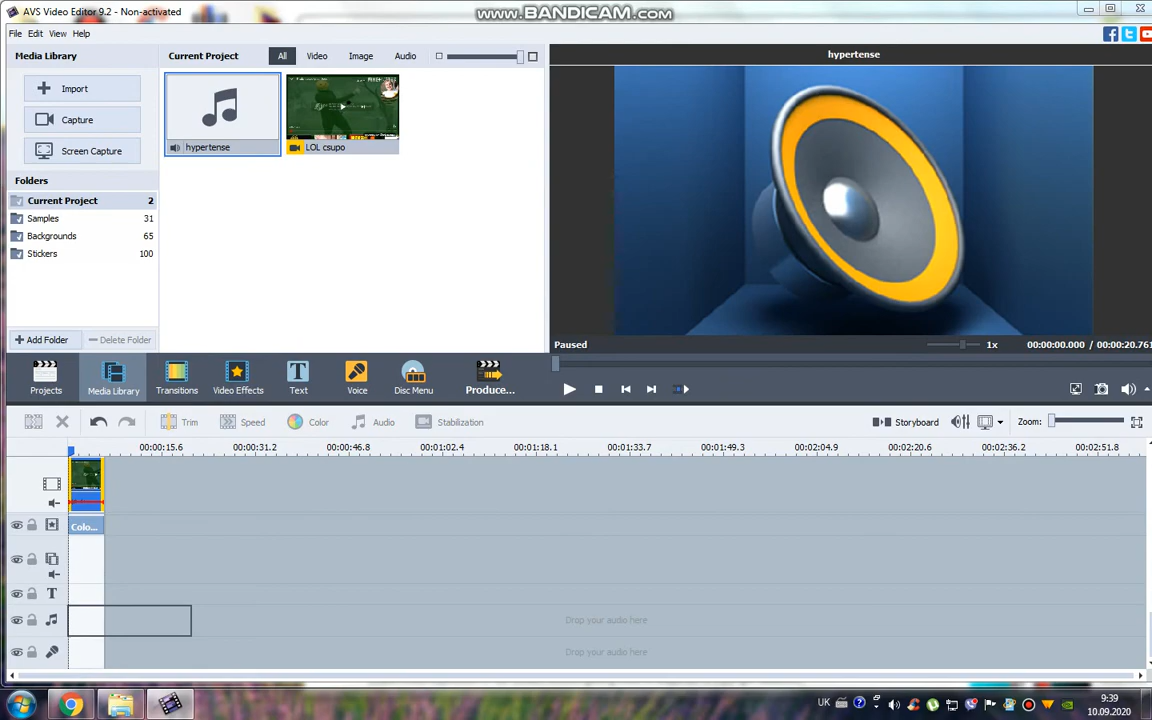 AVS Video Editor 9.2 - Non-activated
www.BANDICAM.com
File Edit View Help
Media Library
Current Project
All Video Image Audio
hypertense
Import
Capture
Screen Capture
hypertense
LOL csupo
Folders
Current Project 2
Samples 31
Backgrounds 65
Stickers 100
Add Folder Delete Folder
Paused 1x 00:00:00.000 / 00:00:20.761
Projects Media Library Transitions Video Effects Text Voice Disc Menu Produce...
Trim Speed Color Audio Stabilization Storyboard Zoom:
00:00:15.6 00:00:31.2 00:00:46.8 00:01:02.4 00:01:18.1 00:01:33.7 00:01:49.3 00:02:04.9 00:02:20.6 00:02:36.2 00:02:51.8
Colo...
T
Drop your audio here
Drop your audio here
UK 9:39
10.09.2020